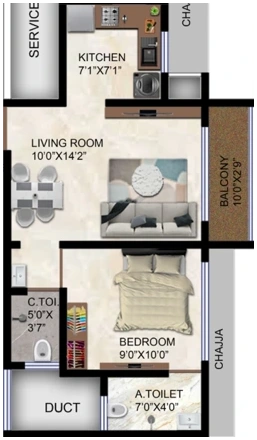 SERVICE
CHA
KITCHEN
7'1"X7'1"
LIVING ROOM
10'0"X14'2"
BALCONY
10'0"X2'9"
C.TOI.
5'0"X
3'7"
BEDROOM
9'0"X10'0"
CHAJJA
DUCT
A.TOILET
7'0"X4'0"